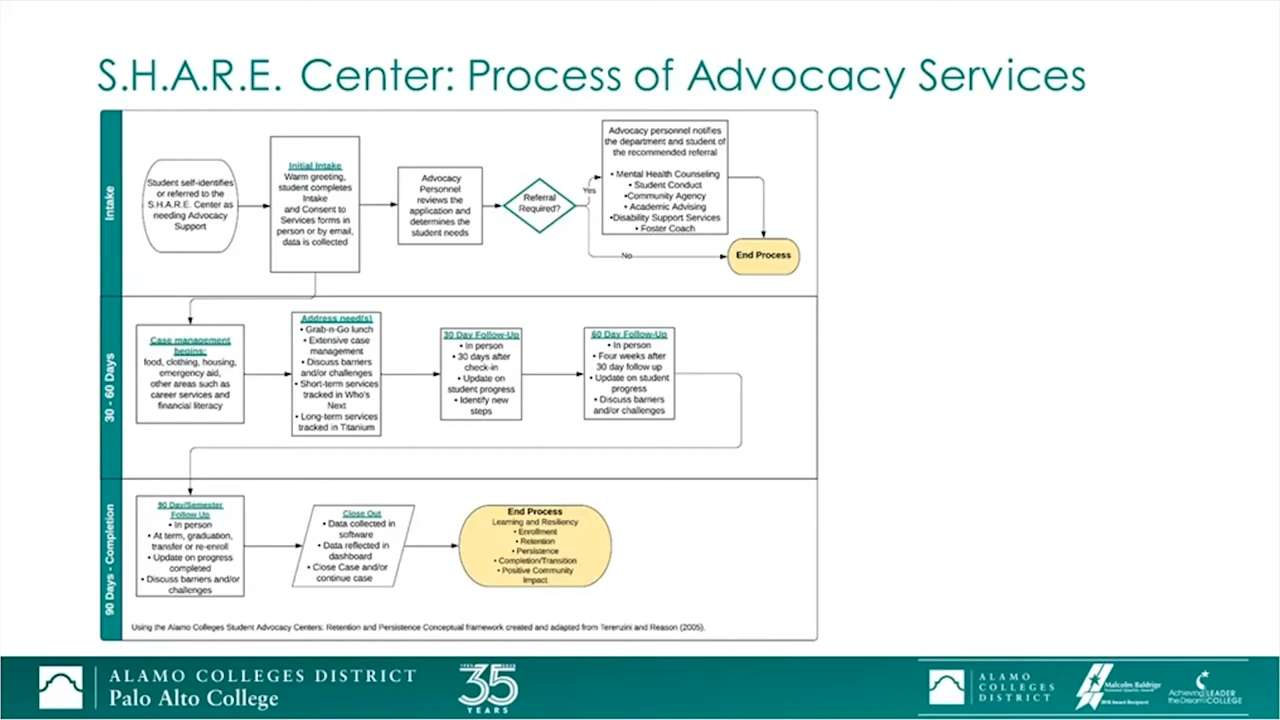 S.H.A.R.E. Center: Process of Advocacy Services
Intake
Student self-identifies
or referred to the
S.H.A.R.E. Center as
needing Advocacy
Support
Initial Intake
Warm greeting,
student completes
Intake
and Consent to
Services forms in
person or by email,
data is collected
Advocacy
Personnel
reviews the
application and
determines the
student needs
Referral
Required?
Yes
No
Advocacy personnel notifies
the department and student of
the recommended referral
• Mental Health Counseling
• Student Conduct
•Community Agency
• Academic Advising
•Disability Support Services
• Foster Coach
End Process
30 - 60 Days
Case management
begins:
food, clothing, housing,
emergency aid,
other areas such as
career services and
financial literacy
Address need(s)
• Grab-n-Go lunch
• Extensive case
management
• Discuss barriers
and/or challenges
• Short-term services
tracked in Who's
Next
• Long-term services
tracked in Titanium
30 Day Follow-Up
• In person
• 30 days after
check-in
• Update on
student progress
• Identify new
steps
60 Day Follow-Up
• In person
• Four weeks after
30 day follow up
• Update on student
progress
• Discuss barriers
and/or challenges
90 Days - Completion
90 Day/Semester
Follow Up
• In person
• At term, graduation,
transfer or re-enroll
• Update on progress
completed
• Discuss barriers and/or
challenges
Close Out
• Data collected in
software
• Data reflected in
dashboard
• Close Case and/or
continue case
End Process
Learning and Resiliency
• Enrollment
• Retention
• Persistence
• Completion/Transition
• Positive Community
Impact
Using the Alamo Colleges Student Advocacy Centers: Retention and Persistence Conceptual framework created and adapted from Terenzini and Reason (2005).
ALAMO COLLEGES DISTRICT
Palo Alto College
35
YEARS
ALAMO
COLLEGES
DISTRICT
Malcolm Baldrige
National Quality Award
2018 Award Recipient
Achieving
the Dream
LEADER
COLLEGE